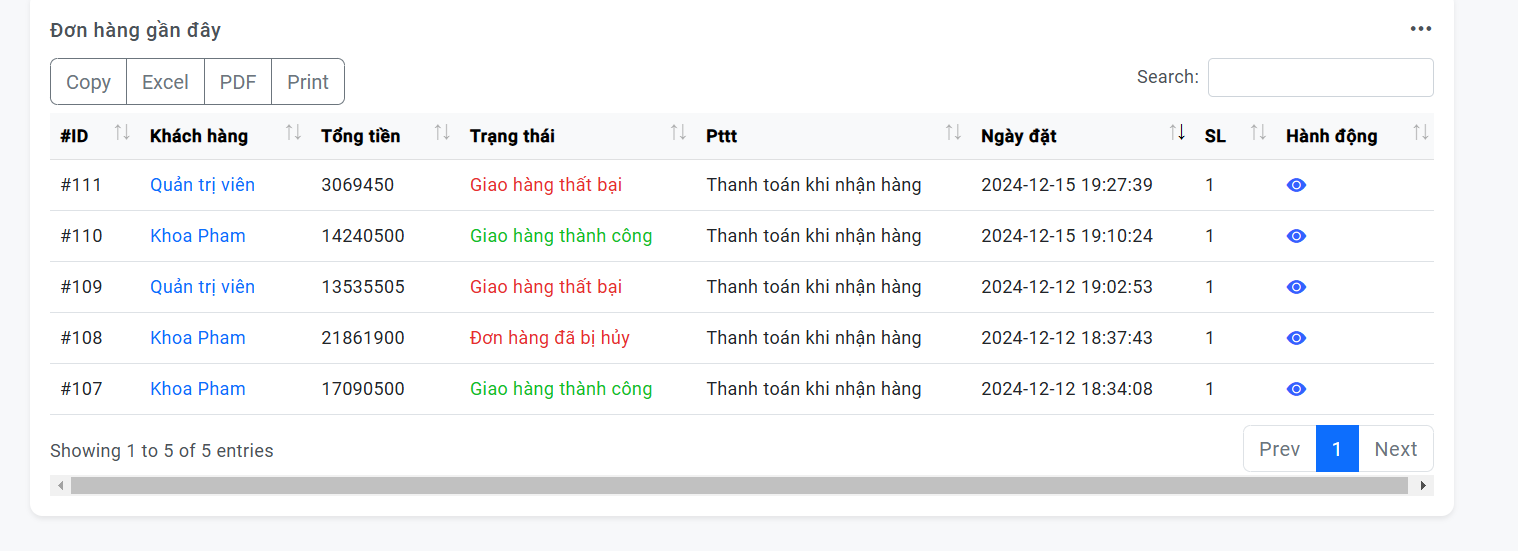 Đơn hàng gần đây
Copy Excel PDF Print Search:
#ID Khách hàng Tổng tiền Trạng thái Pttt Ngày đặt SL Hành động
#111 Quản trị viên 3069450 Giao hàng thất bại Thanh toán khi nhận hàng 2024-12-15 19:27:39 1
#110 Khoa Pham 14240500 Giao hàng thành công Thanh toán khi nhận hàng 2024-12-15 19:10:24 1
#109 Quản trị viên 13535505 Giao hàng thất bại Thanh toán khi nhận hàng 2024-12-12 19:02:53 1
#108 Khoa Pham 21861900 Đơn hàng đã bị hủy Thanh toán khi nhận hàng 2024-12-12 18:37:43 1
#107 Khoa Pham 17090500 Giao hàng thành công Thanh toán khi nhận hàng 2024-12-12 18:34:08 1
Showing 1 to 5 of 5 entries Prev 1 Next